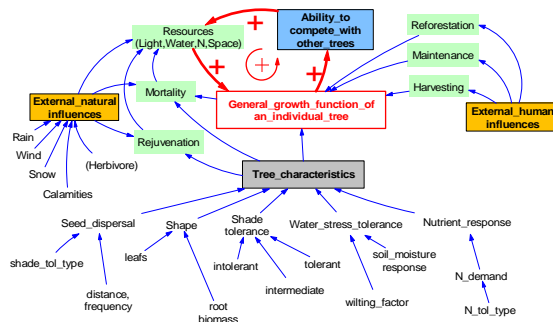 Resources
(Light,Water,N,Space)
+
Ability_to
compete_with
other_trees
Reforestation
+
+
+
Maintenance
Mortality
Harvesting
External_natural
influences
General_growth_function_of
an_individual_tree
External_human
influences
Rain
Wind
Snow
(Herbivore)
Calamities
Rejuvenation
Tree_characteristics
Seed_dispersal
Shape
Shade
tolerance
Water_stress_tolerance
Nutrient_response
shade_tol_type
leafs
intolerant
tolerant
soil_moisture
response
intermediate
N_demand
distance,
frequency
root
biomass
wilting_factor
N_tol_type